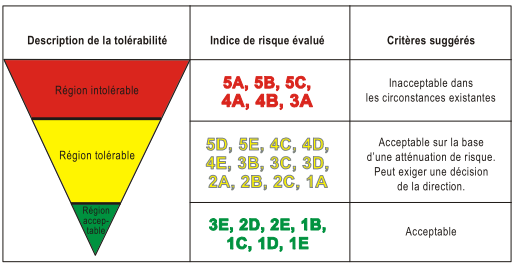 Description de la tolérabilité
Indice de risque évalué
Critères suggérés
Région intolérable
5A, 5B, 5C,
4A, 4B, 3A
Inacceptable dans
les circonstances existantes
Région tolérable
5D, 5E, 4C, 4D,
4E, 3B, 3C, 3D,
2A, 2B, 2C, 1A
Acceptable sur la base
d'une atténuation de risque.
Peut exiger une décision
de la direction.
Région
accep-
table
3E, 2D, 2E, 1B,
1C, 1D, 1E
Acceptable